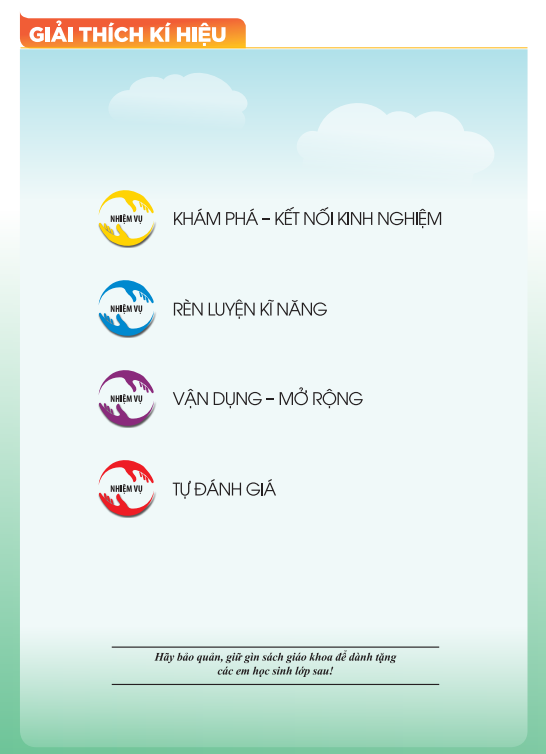 GIẢI THÍCH KÍ HIỆU
NHIỆM VỤ
KHÁM PHÁ – KẾT NỐI KINH NGHIỆM
NHIỆM VỤ
RÈN LUYỆN KĨ NĂNG
NHIỆM VỤ
VẬN DỤNG – MỞ RỘNG
NHIỆM VỤ
TỰ ĐÁNH GIÁ
Hãy bảo quản, giữ gìn sách giáo khoa để dành tặng
các em học sinh lớp sau!